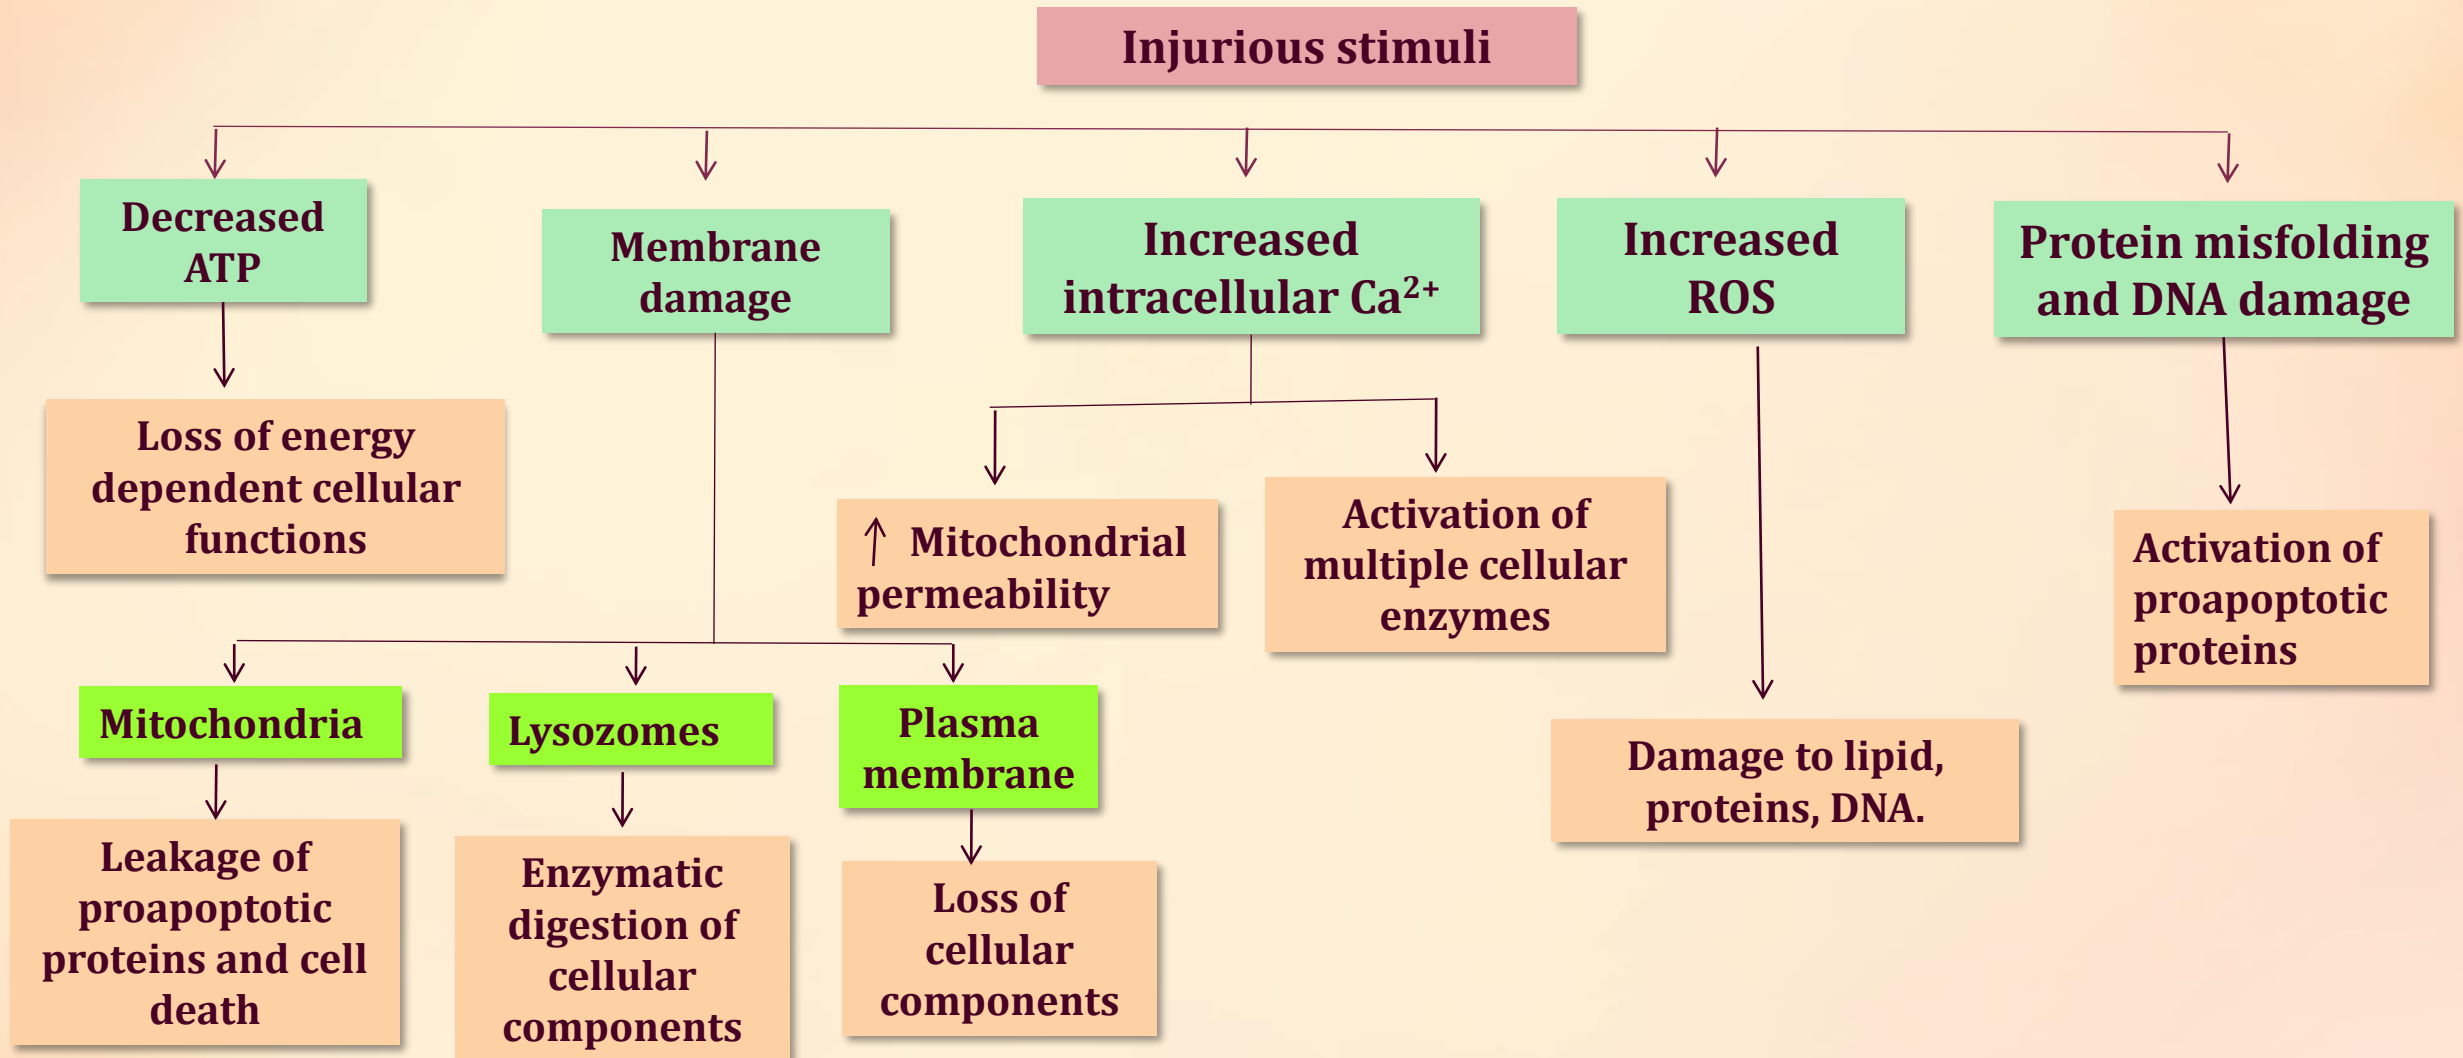 Injurious stimuli
Decreased
ATP
Membrane
damage
Increased
intracellular Ca²⁺
Increased
ROS
Protein misfolding
and DNA damage
Loss of energy
dependent cellular
functions
↑ Mitochondrial
permeability
Activation of
multiple cellular
enzymes
Activation of
proapoptotic
proteins
Mitochondria
Lysozomes
Plasma
membrane
Damage to lipid,
proteins, DNA.
Leakage of
proapoptotic
proteins and cell
death
Enzymatic
digestion of
cellular
components
Loss of
cellular
components